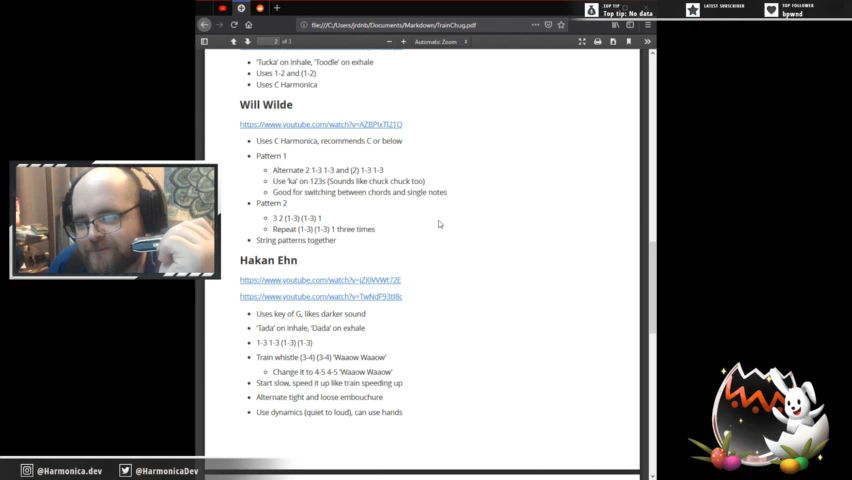 TOP TIP
Top tip: No data
LATEST SUBSCRIBER
TOP FOLLOWER
bpwnd
file:///C:/Users/jrdnb/Documents/Markdown/TrainChug.pdf
2 of 3
Automatic Zoom
'Tucka' on inhale, 'Toodle' on exhale
Uses 1-2 and (1-2)
Uses C Harmonica
Will Wilde
https://www.youtube.com/watch?v=AZBPIxTl21Q
Uses C Harmonica, recommends C or below
Pattern 1
Alternate 2 1-3 1-3 and (2) 1-3 1-3
Use 'ka' on 123s (Sounds like chuck chuck too)
Good for switching between chords and single notes
Pattern 2
3 2 (1-3) (1-3) 1
Repeat (1-3) (1-3) 1 three times
String patterns together
Hakan Ehn
https://www.youtube.com/watch?v=jZl0VVWt72E
https://www.youtube.com/watch?v=TwNdF93tI8c
Uses key of G, likes darker sound
'Tada' on inhale, 'Dada' on exhale
1-3 1-3 (1-3) (1-3)
Train whistle (3-4) (3-4) 'Waaow Waaow'
Change it to 4-5 4-5 'Waaow Waaow'
Start slow, speed it up like train speeding up
Alternate tight and loose embouchure
Use dynamics (quiet to loud), can use hands
@Harmonica.dev
@HarmonicaDev